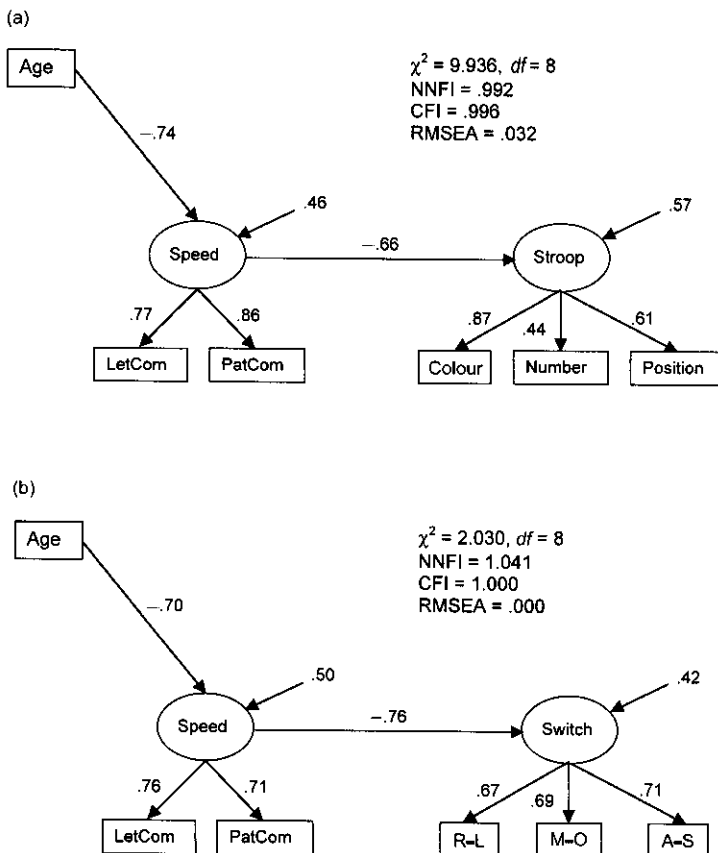 (a)
Age
χ² = 9.936, df = 8
NNFI = .992
CFI = .996
RMSEA = .032
−.74
.46
.57
Speed
−.66
Stroop
.77
.86
.87
.44
.61
LetCom
PatCom
Colour
Number
Position
(b)
Age
χ² = 2.030, df = 8
NNFI = 1.041
CFI = 1.000
RMSEA = .000
−.70
.50
.42
Speed
−.76
Switch
.76
.71
.67
.69
.71
LetCom
PatCom
R=L
M=O
A=S